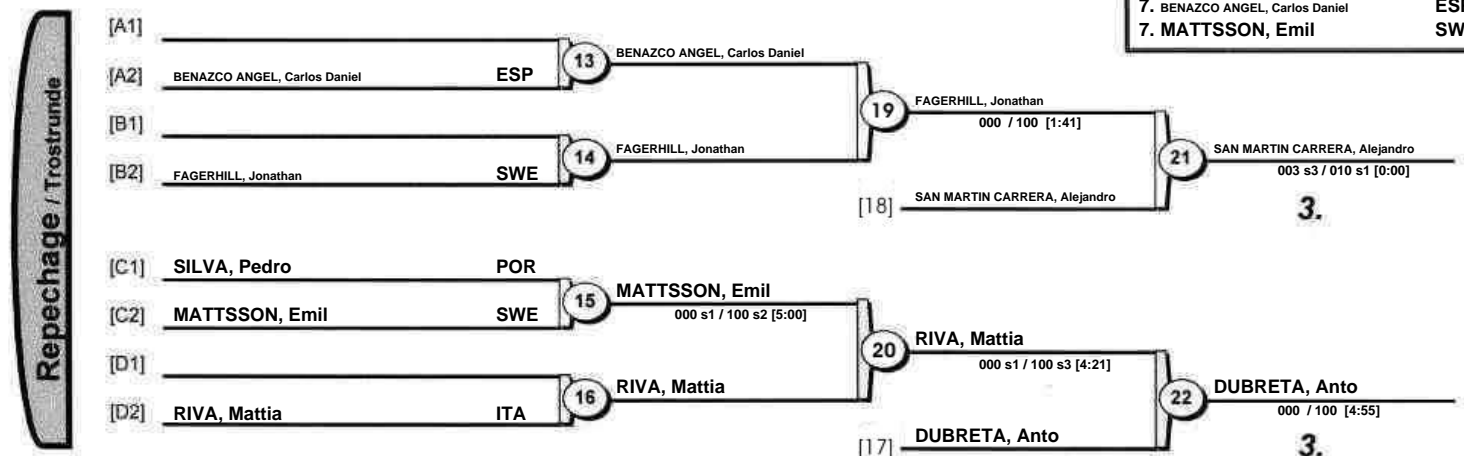 7. BENAZCO ANGEL, Carlos Daniel ES
7. MATTSSON, Emil SW
Repechage / Trostrunde
[A1]
[A2] BENAZCO ANGEL, Carlos Daniel ESP
13 BENAZCO ANGEL, Carlos Daniel
[B1]
[B2] FAGERHILL, Jonathan SWE
14 FAGERHILL, Jonathan
19 FAGERHILL, Jonathan
000 / 100 [1:41]
[18] SAN MARTIN CARRERA, Alejandro
21 SAN MARTIN CARRERA, Alejandro
003 s3 / 010 s1 [0:00]
3.
[C1] SILVA, Pedro POR
[C2] MATTSSON, Emil SWE
15 MATTSSON, Emil
000 s1 / 100 s2 [5:00]
[D1]
[D2] RIVA, Mattia ITA
16 RIVA, Mattia
20 RIVA, Mattia
000 s1 / 100 s3 [4:21]
[17] DUBRETA, Anto
22 DUBRETA, Anto
000 / 100 [4:55]
3.